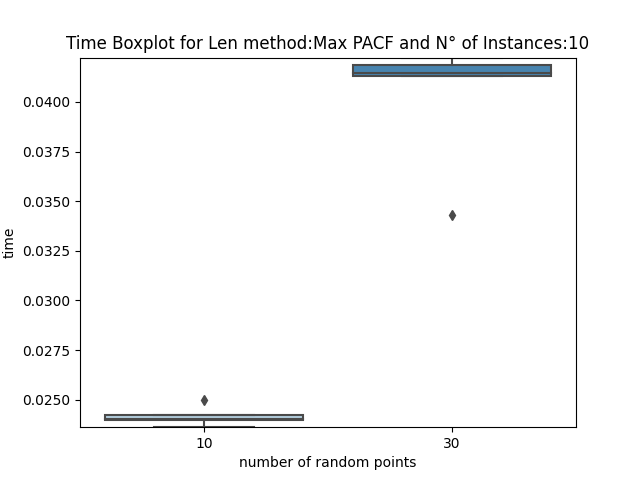 Time Boxplot for Len method:Max PACF and N° of Instances:10
0.0400
0.0375
0.0350
0.0325
0.0300
0.0275
0.0250
time
10 30
number of random points